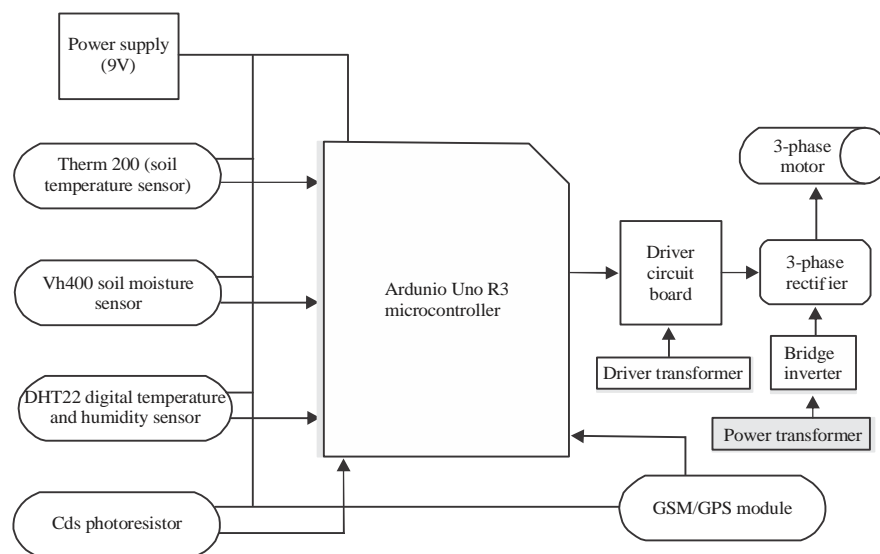 Power supply
(9V)
Therm 200 (soil
temperature sensor)
Vh400 soil moisture
sensor
DHT22 digital temperature
and humidity sensor
Cds photoresistor
Ardunio Uno R3
microcontroller
Driver
circuit
board
Driver transformer
3-phase
motor
3-phase
rectifier
Bridge
inverter
Power transformer
GSM/GPS module